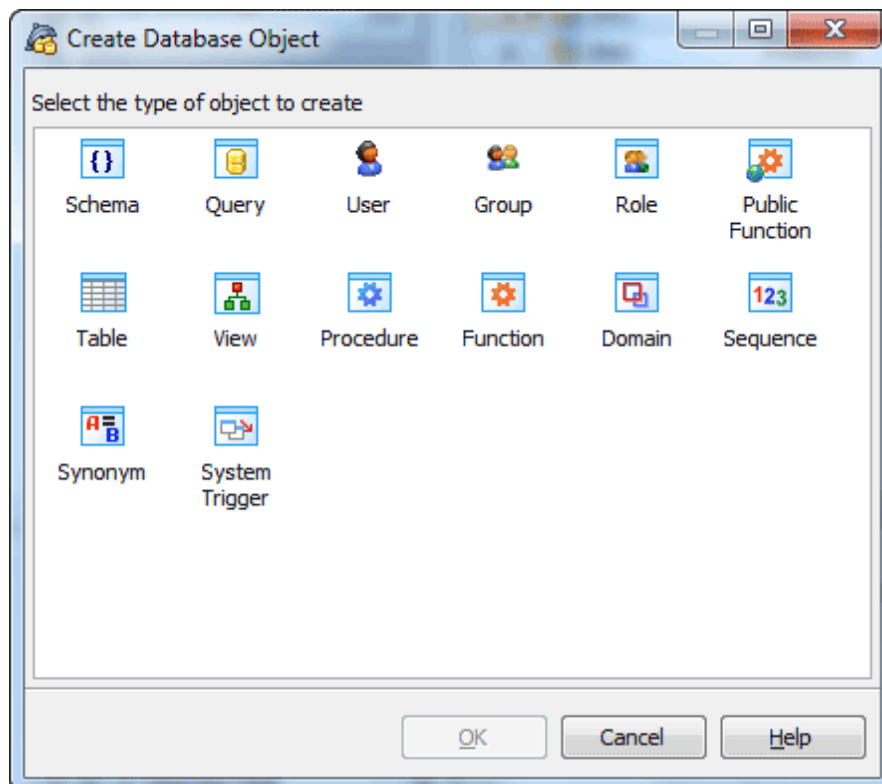 Create Database Object
Select the type of object to create
{}
Schema
Query
User
Group
Role
Public
Function
Table
View
Procedure
Function
Domain
123
Sequence
A=B
Synonym
System
Trigger
OK
Cancel
Help